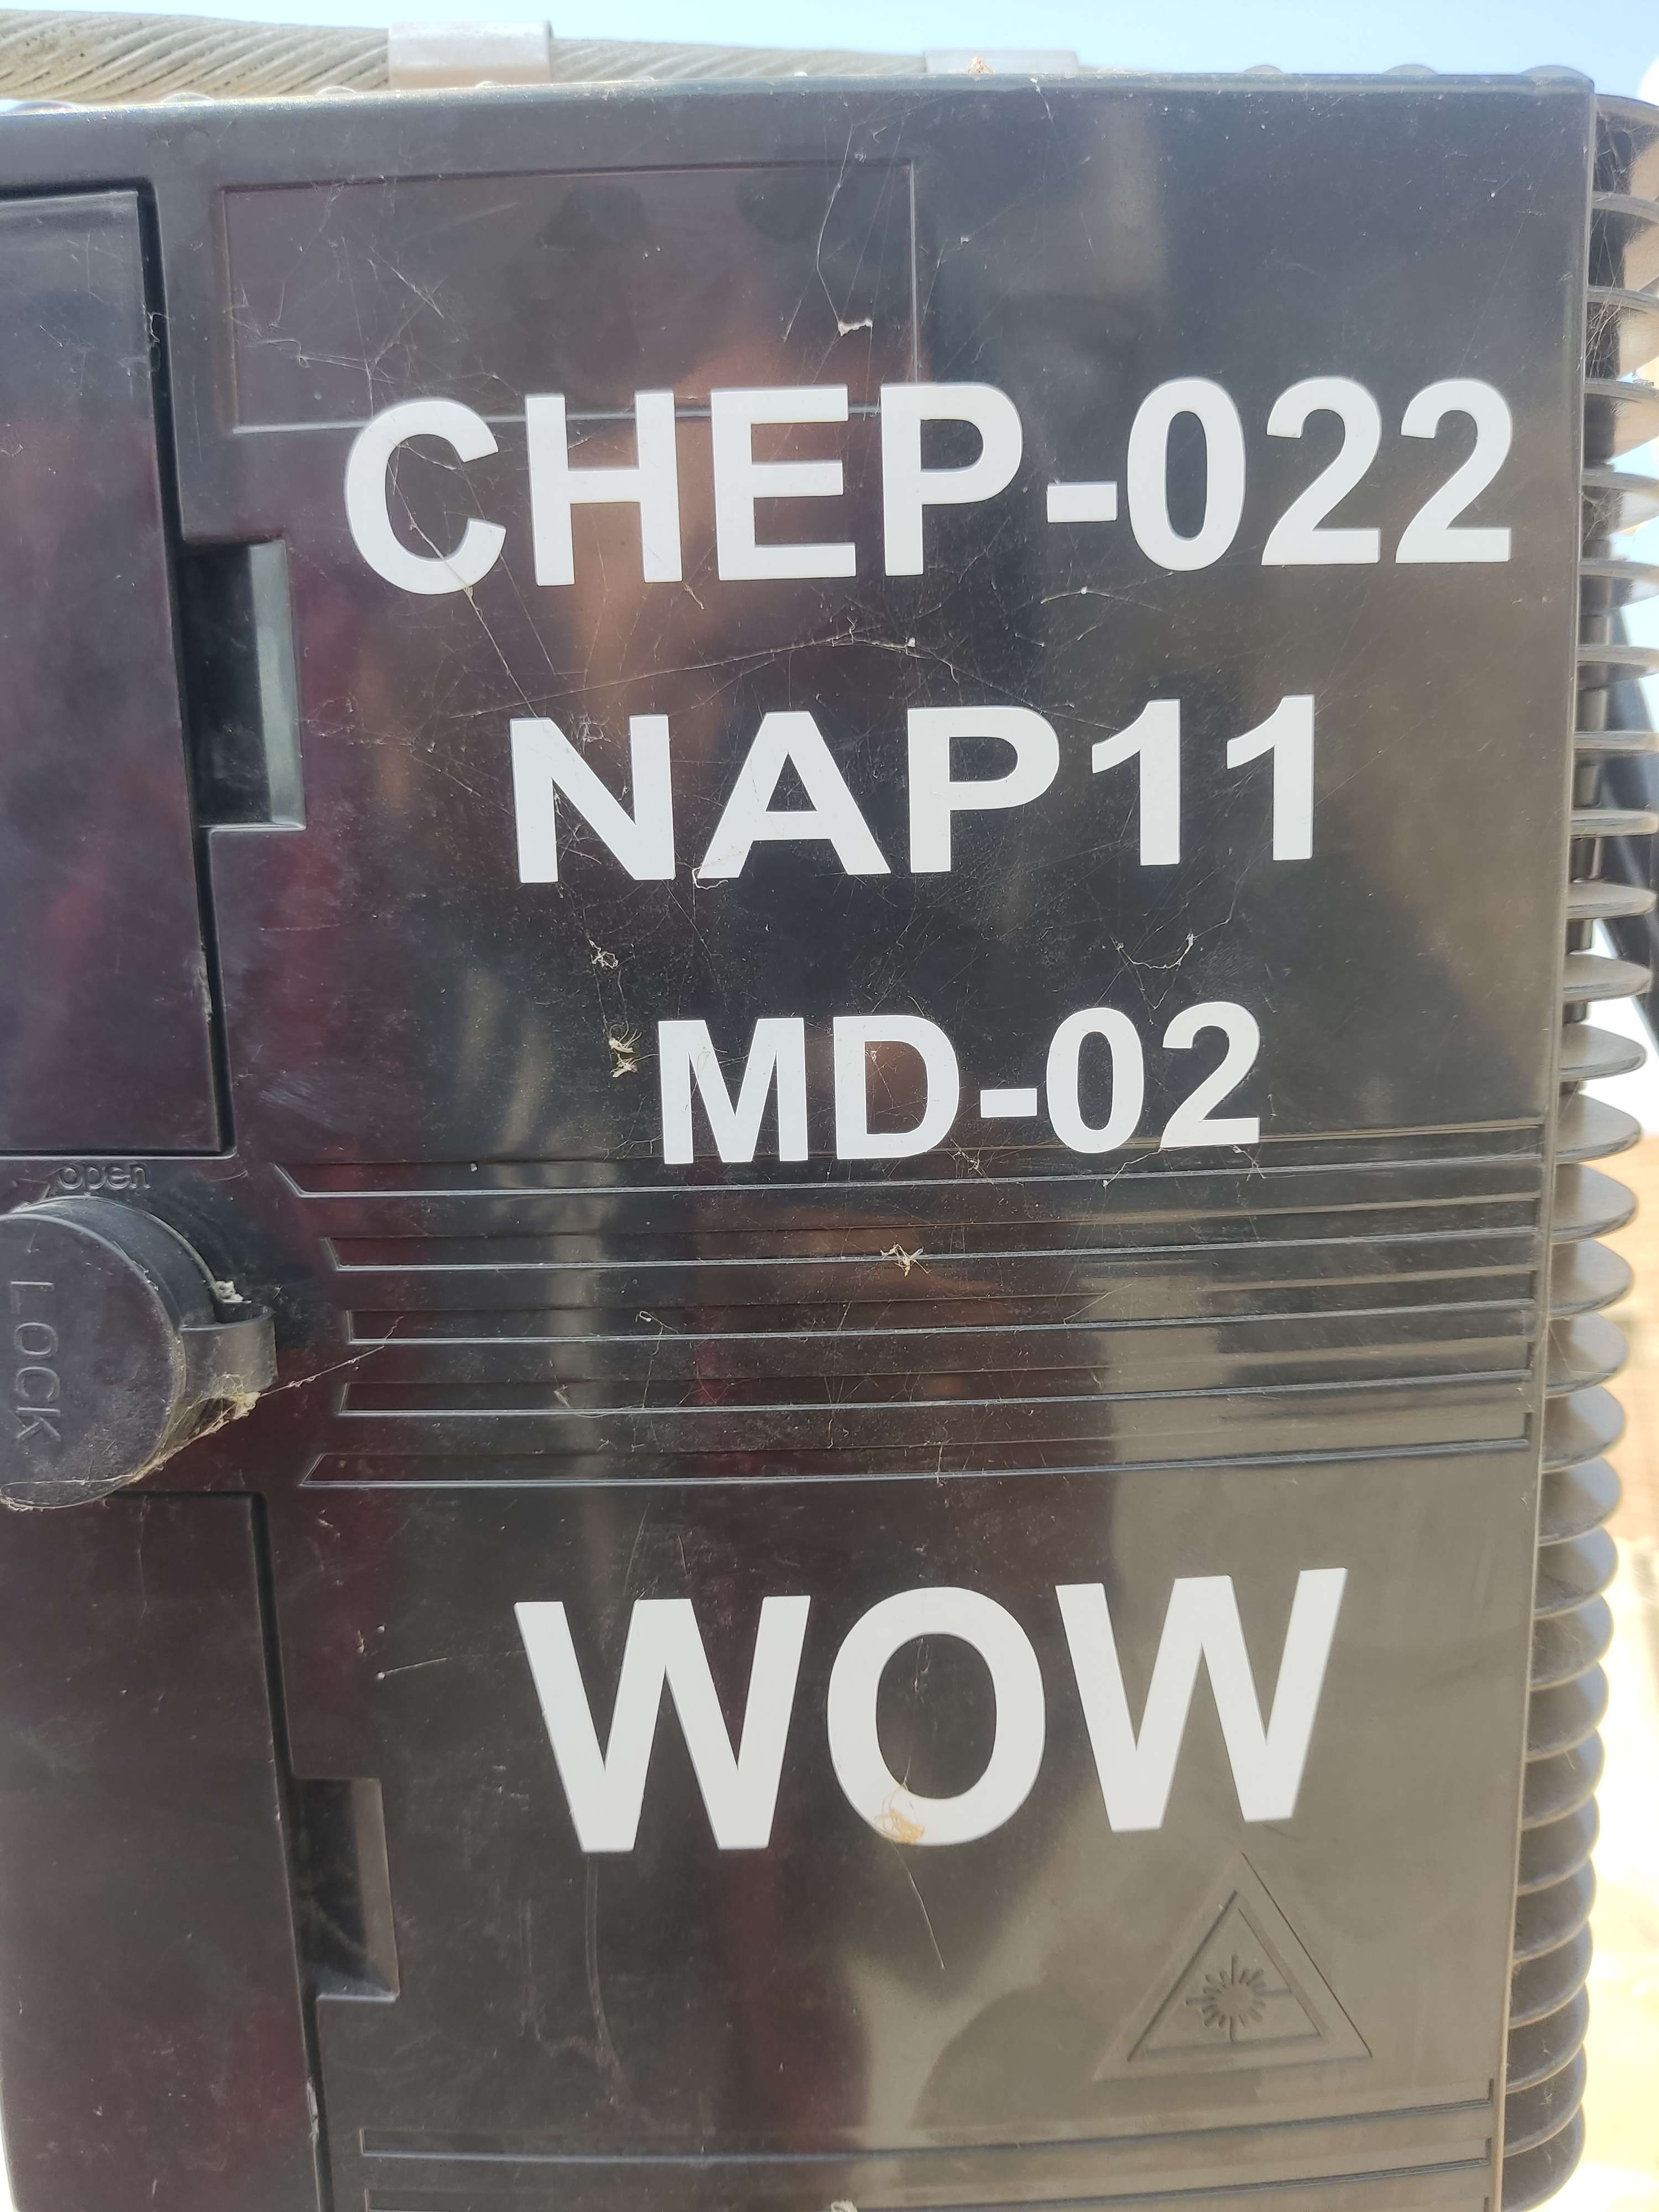 CHEP-022
NAP11
MD-02
open
LOCK
WOW